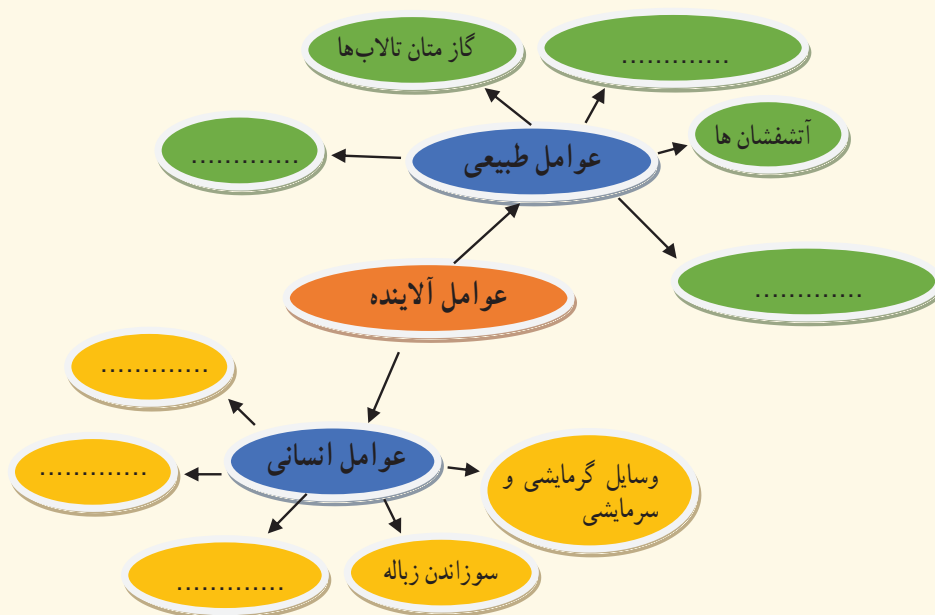 گاز متان تالاب‌ها
.............
آتشفشان ها
.............
عوامل طبیعی
.............
عوامل آلاینده
.............
عوامل انسانی
.............
وسایل گرمایشی و
سرمایشی
سوزاندن زباله
.............